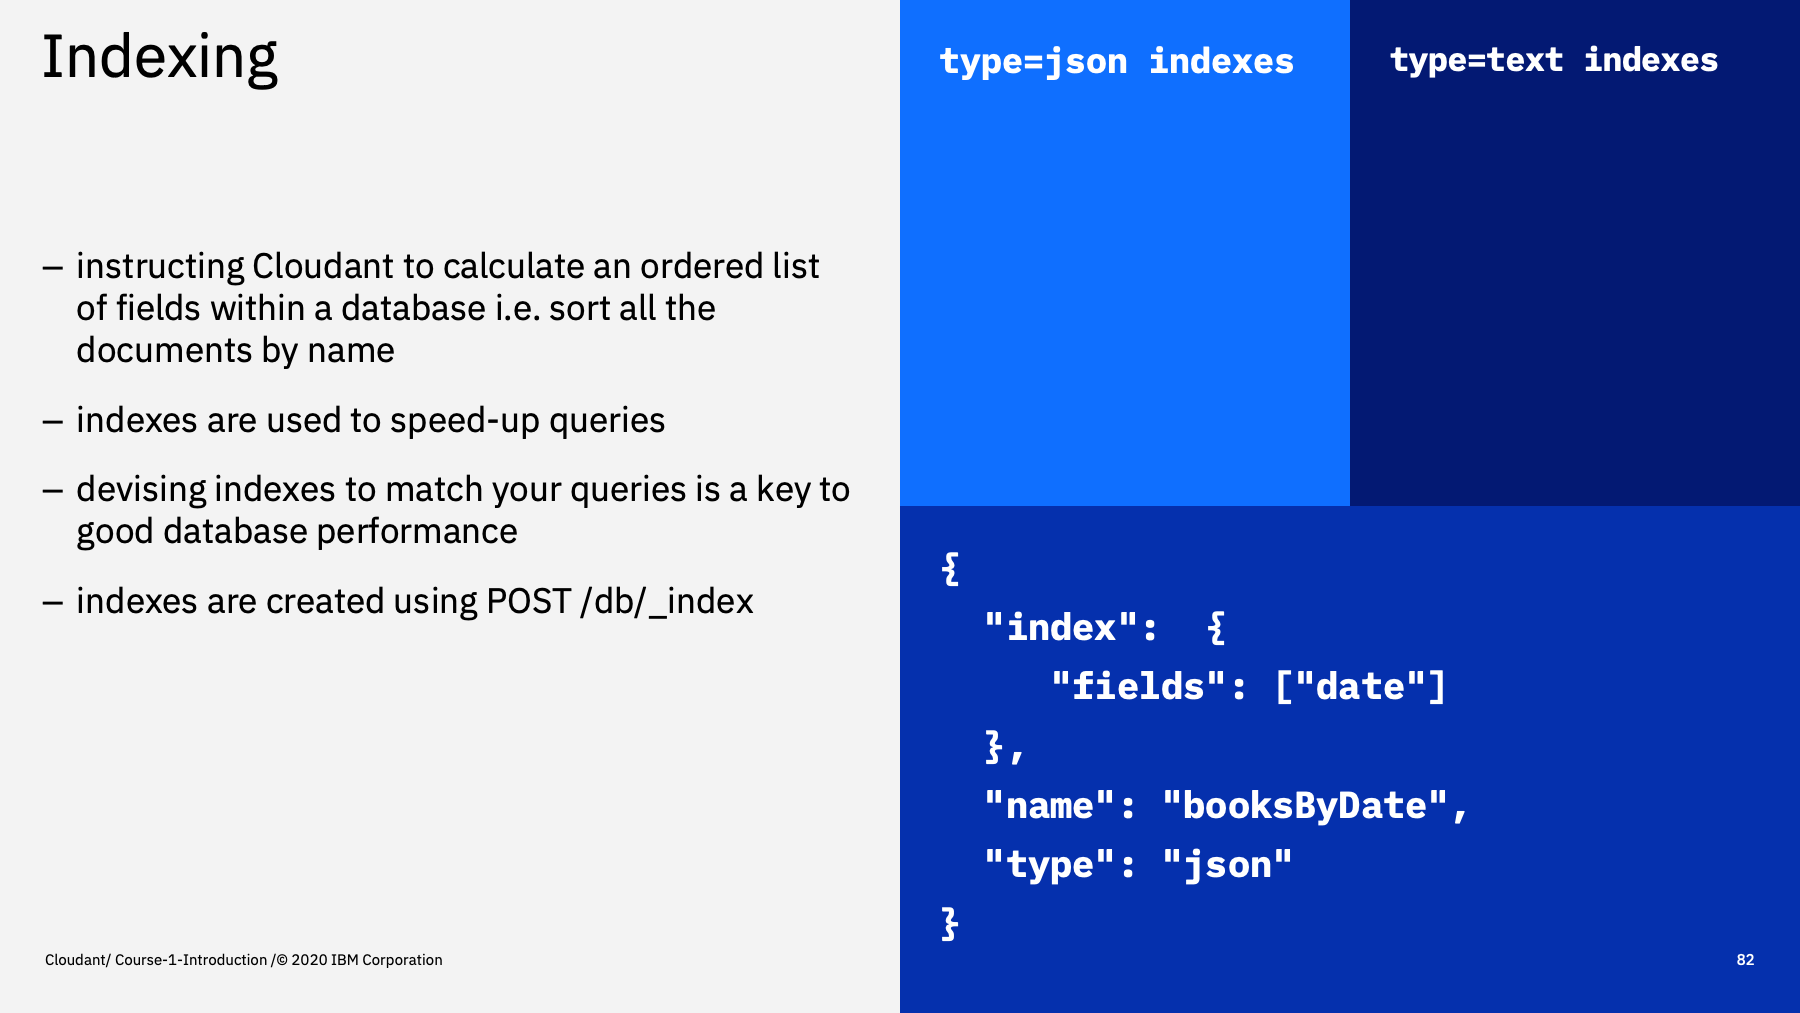 Indexing
– instructing Cloudant to calculate an ordered list
of fields within a database i.e. sort all the
documents by name
– indexes are used to speed-up queries
– devising indexes to match your queries is a key to
good database performance
– indexes are created using POST /db/_index
Cloudant/ Course-1-Introduction /© 2020 IBM Corporation
type=json indexes
type=text indexes
{
  "index":  {
     "fields": ["date"]
  },
  "name": "booksByDate",
  "type": "json"
}
82